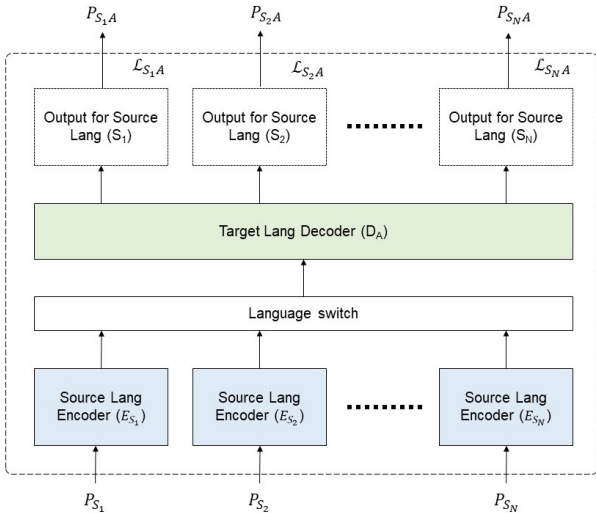 P_{S_1A} P_{S_2A} P_{S_NA}
ℒ_{S_1A} ℒ_{S_2A} ℒ_{S_NA}
Output for Source Lang (S₁)
Output for Source Lang (S₂)
Output for Source Lang (S_N)
Target Lang Decoder (D_A)
Language switch
Source Lang Encoder (E_{S_1})
Source Lang Encoder (E_{S_2})
Source Lang Encoder (E_{S_N})
P_{S_1} P_{S_2} P_{S_N}